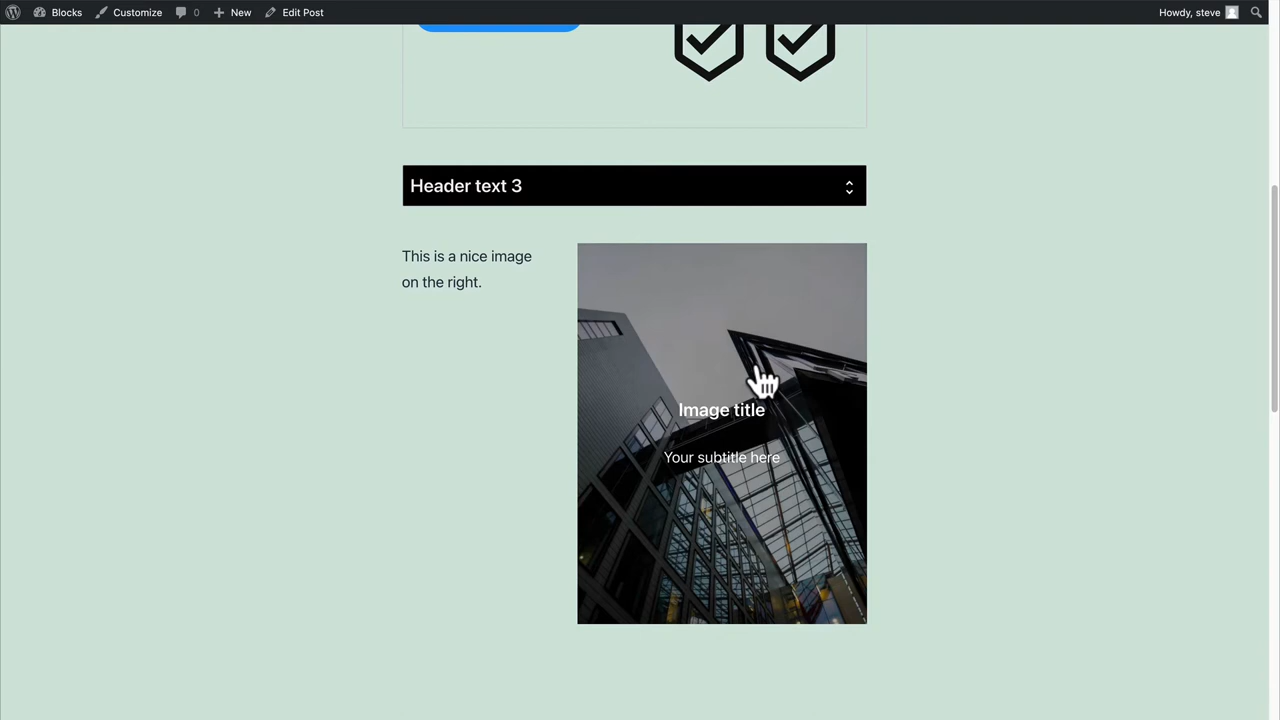 Blocks
Customize
0
New
Edit Post
Howdy, steve
Header text 3
This is a nice image
on the right.
Image title
Your subtitle here